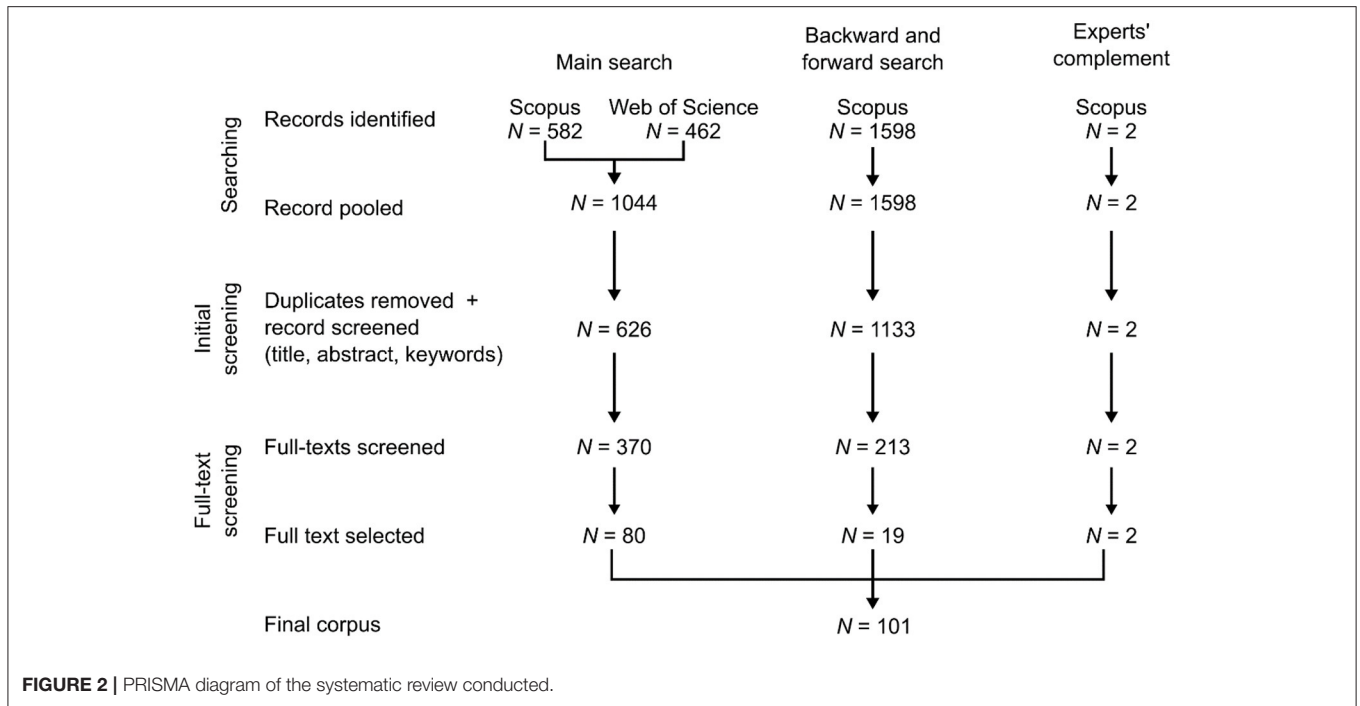 Main search
Backward and
forward search
Experts'
complement
Searching
Records identified
Scopus
N = 582
Web of Science
N = 462
Scopus
N = 1598
Scopus
N = 2
Record pooled
N = 1044
N = 1598
N = 2
Initial
screening
Duplicates removed +
record screened
(title, abstract, keywords)
N = 626
N = 1133
N = 2
Full-text
screening
Full-texts screened
N = 370
N = 213
N = 2
Full text selected
N = 80
N = 19
N = 2
Final corpus
N = 101
FIGURE 2 | PRISMA diagram of the systematic review conducted.